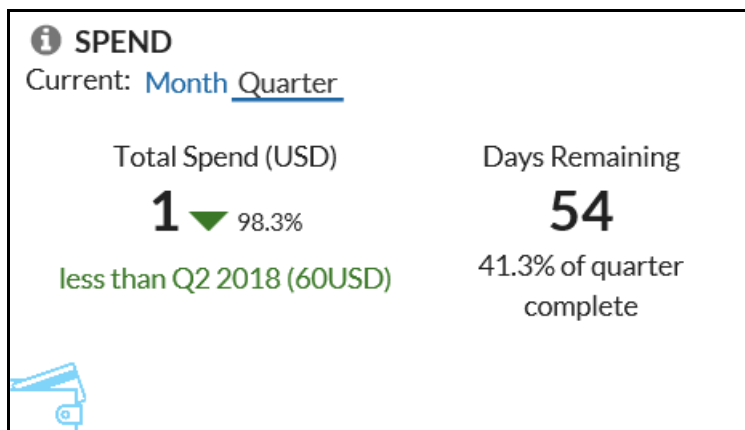 SPEND
Current: Month Quarter
Total Spend (USD)
1 98.3%
less than Q2 2018 (60USD)
Days Remaining
54
41.3% of quarter
complete